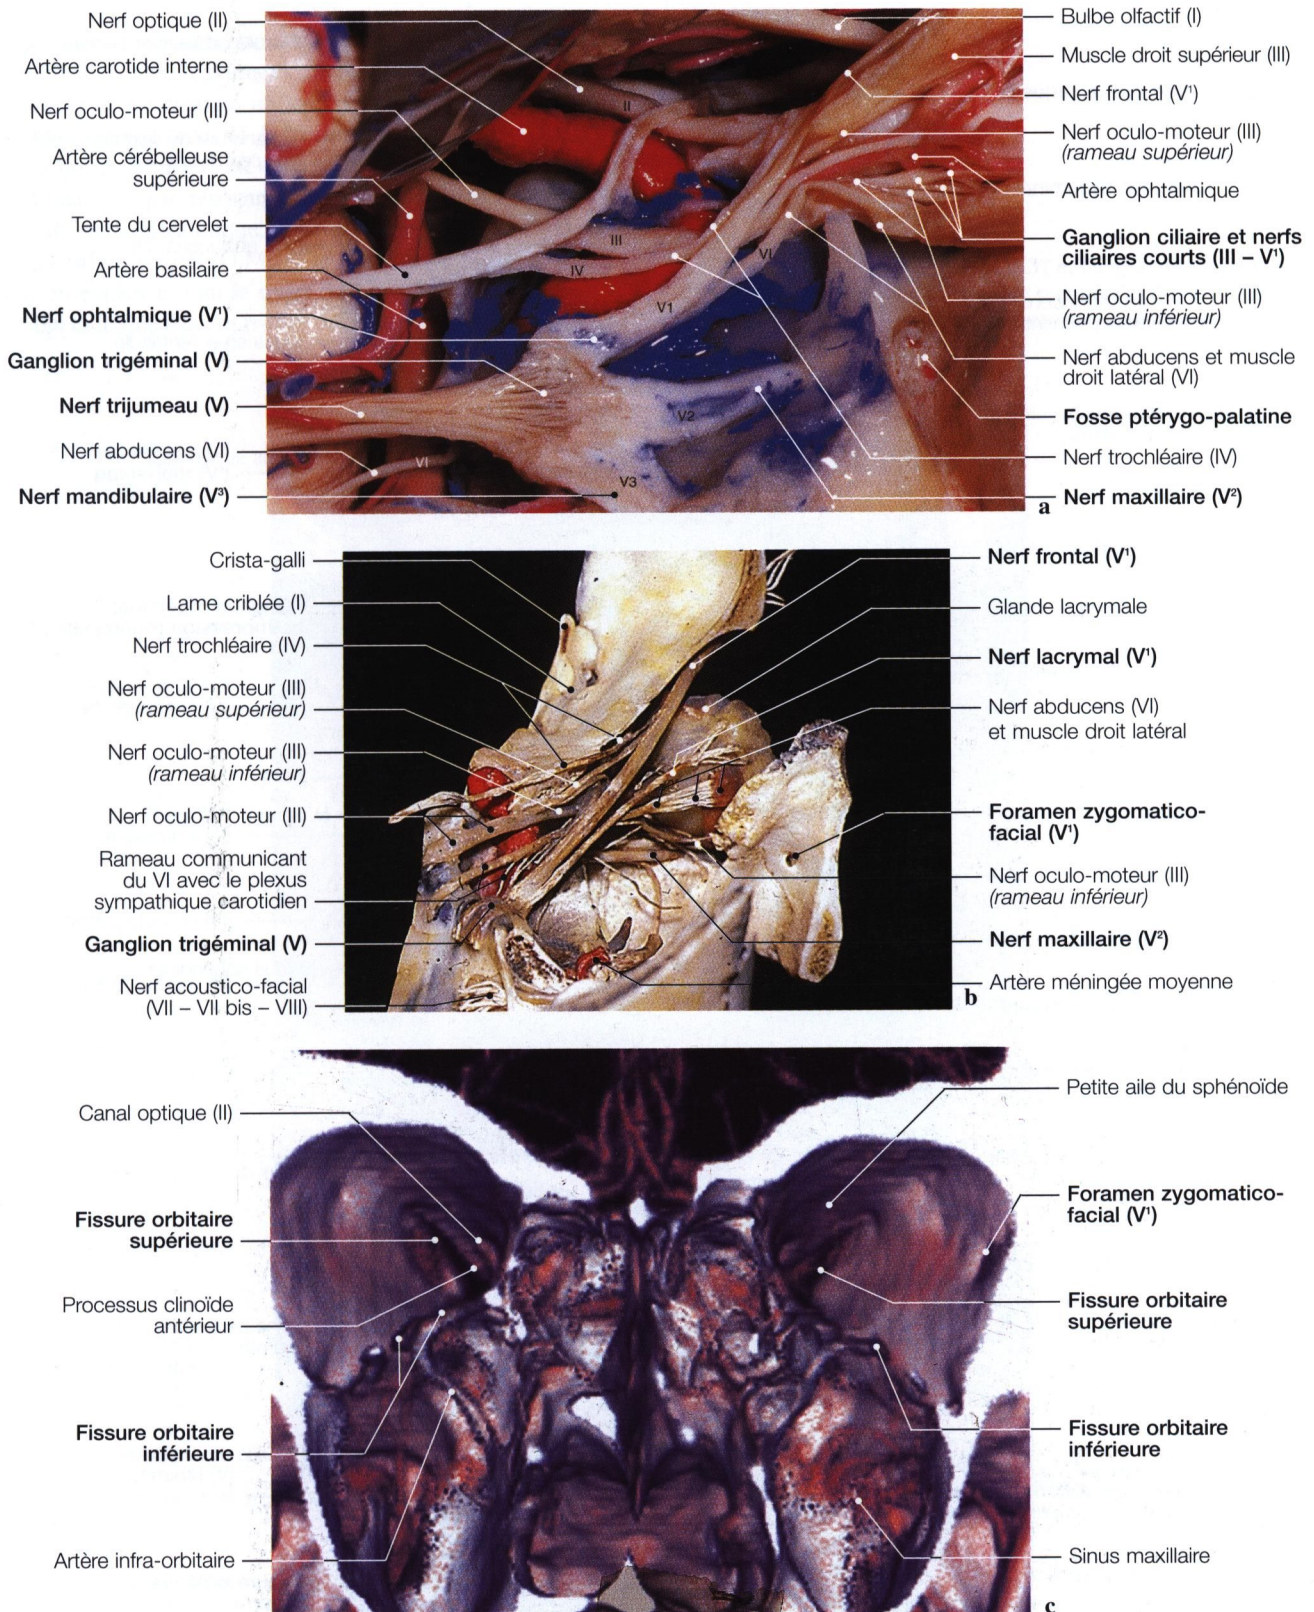 Nerf optique (II)
Artère carotide interne
Nerf oculo-moteur (III)
Artère cérébelleuse
supérieure
Tente du cervelet
Artère basilaire
Nerf ophtalmique (V¹)
Ganglion trigéminal (V)
Nerf trijumeau (V)
Nerf abducens (VI)
Nerf mandibulaire (V³)
II
III
IV
VI
V1
V2
VI
V3
Bulbe olfactif (I)
Muscle droit supérieur (III)
Nerf frontal (V¹)
Nerf oculo-moteur (III)
(rameau supérieur)
Artère ophtalmique
Ganglion ciliaire et nerfs
ciliaires courts (III – V¹)
Nerf oculo-moteur (III)
(rameau inférieur)
Nerf abducens et muscle
droit latéral (VI)
Fosse ptérygo-palatine
Nerf trochléaire (IV)
Nerf maxillaire (V²)
a
Crista-galli
Lame criblée (I)
Nerf trochléaire (IV)
Nerf oculo-moteur (III)
(rameau supérieur)
Nerf oculo-moteur (III)
(rameau inférieur)
Nerf oculo-moteur (III)
Rameau communicant
du VI avec le plexus
sympathique carotidien
Ganglion trigéminal (V)
Nerf acoustico-facial
(VII – VII bis – VIII)
Nerf frontal (V¹)
Glande lacrymale
Nerf lacrymal (V¹)
Nerf abducens (VI)
et muscle droit latéral
Foramen zygomatico-
facial (V¹)
Nerf oculo-moteur (III)
(rameau inférieur)
Nerf maxillaire (V²)
Artère méningée moyenne
b
Canal optique (II)
Fissure orbitaire
supérieure
Processus clinoïde
antérieur
Fissure orbitaire
inférieure
Artère infra-orbitaire
Petite aile du sphénoïde
Foramen zygomatico-
facial (V¹)
Fissure orbitaire
supérieure
Fissure orbitaire
inférieure
Sinus maxillaire
c